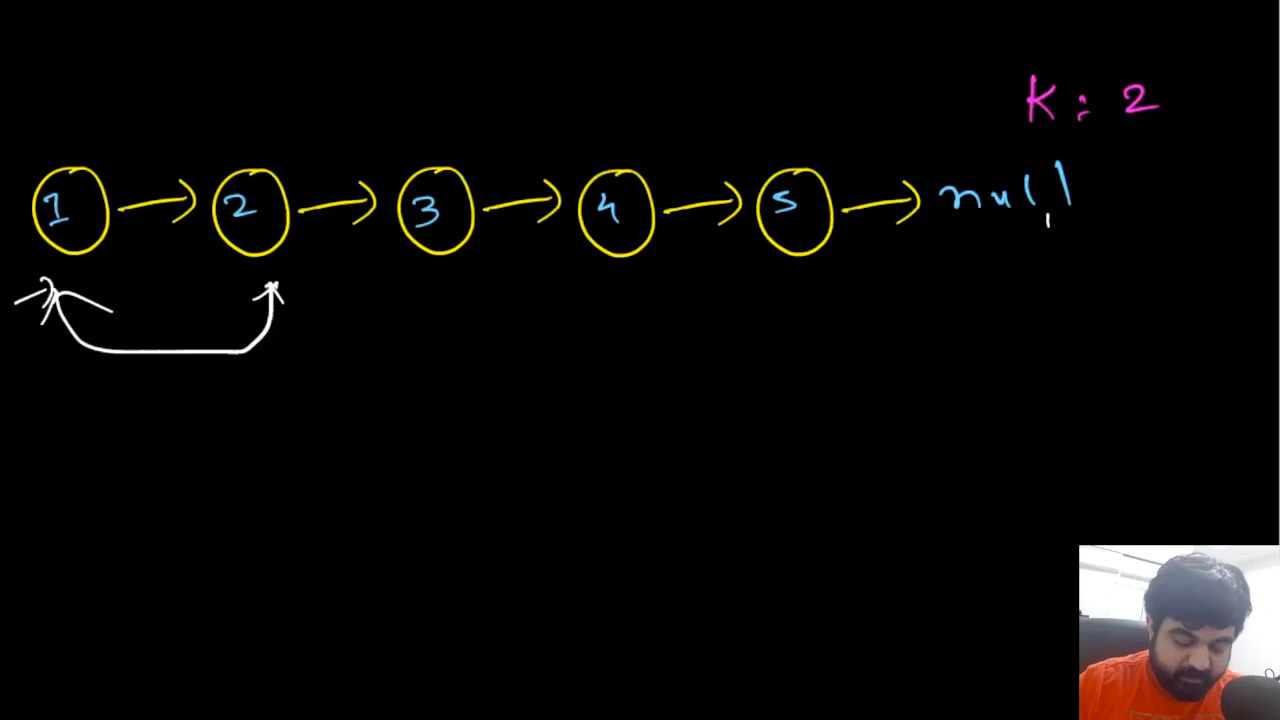 K : 2
1 → 2 → 3 → 4 → 5 → null